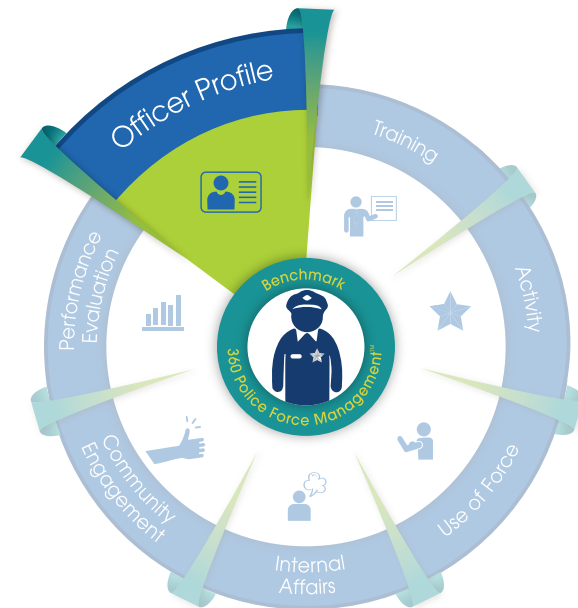 Officer Profile
Training
Activity
Use of Force
Internal
Affairs
Community
Engagement
Performance
Evaluation
Benchmark
360 Police Force Management™